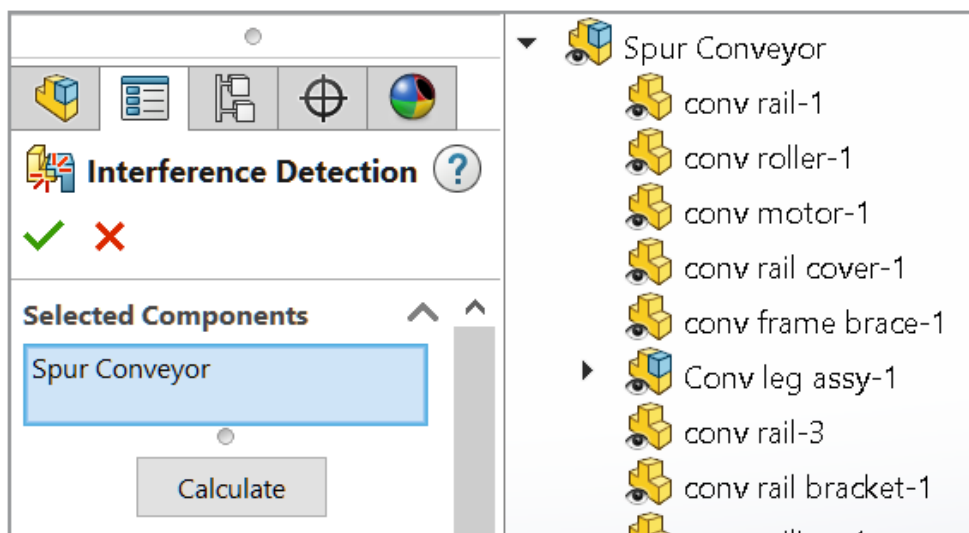 Interference Detection
?
Selected Components
Spur Conveyor
Calculate
Spur Conveyor
conv rail-1
conv roller-1
conv motor-1
conv rail cover-1
conv frame brace-1
Conv leg assy-1
conv rail-3
conv rail bracket-1